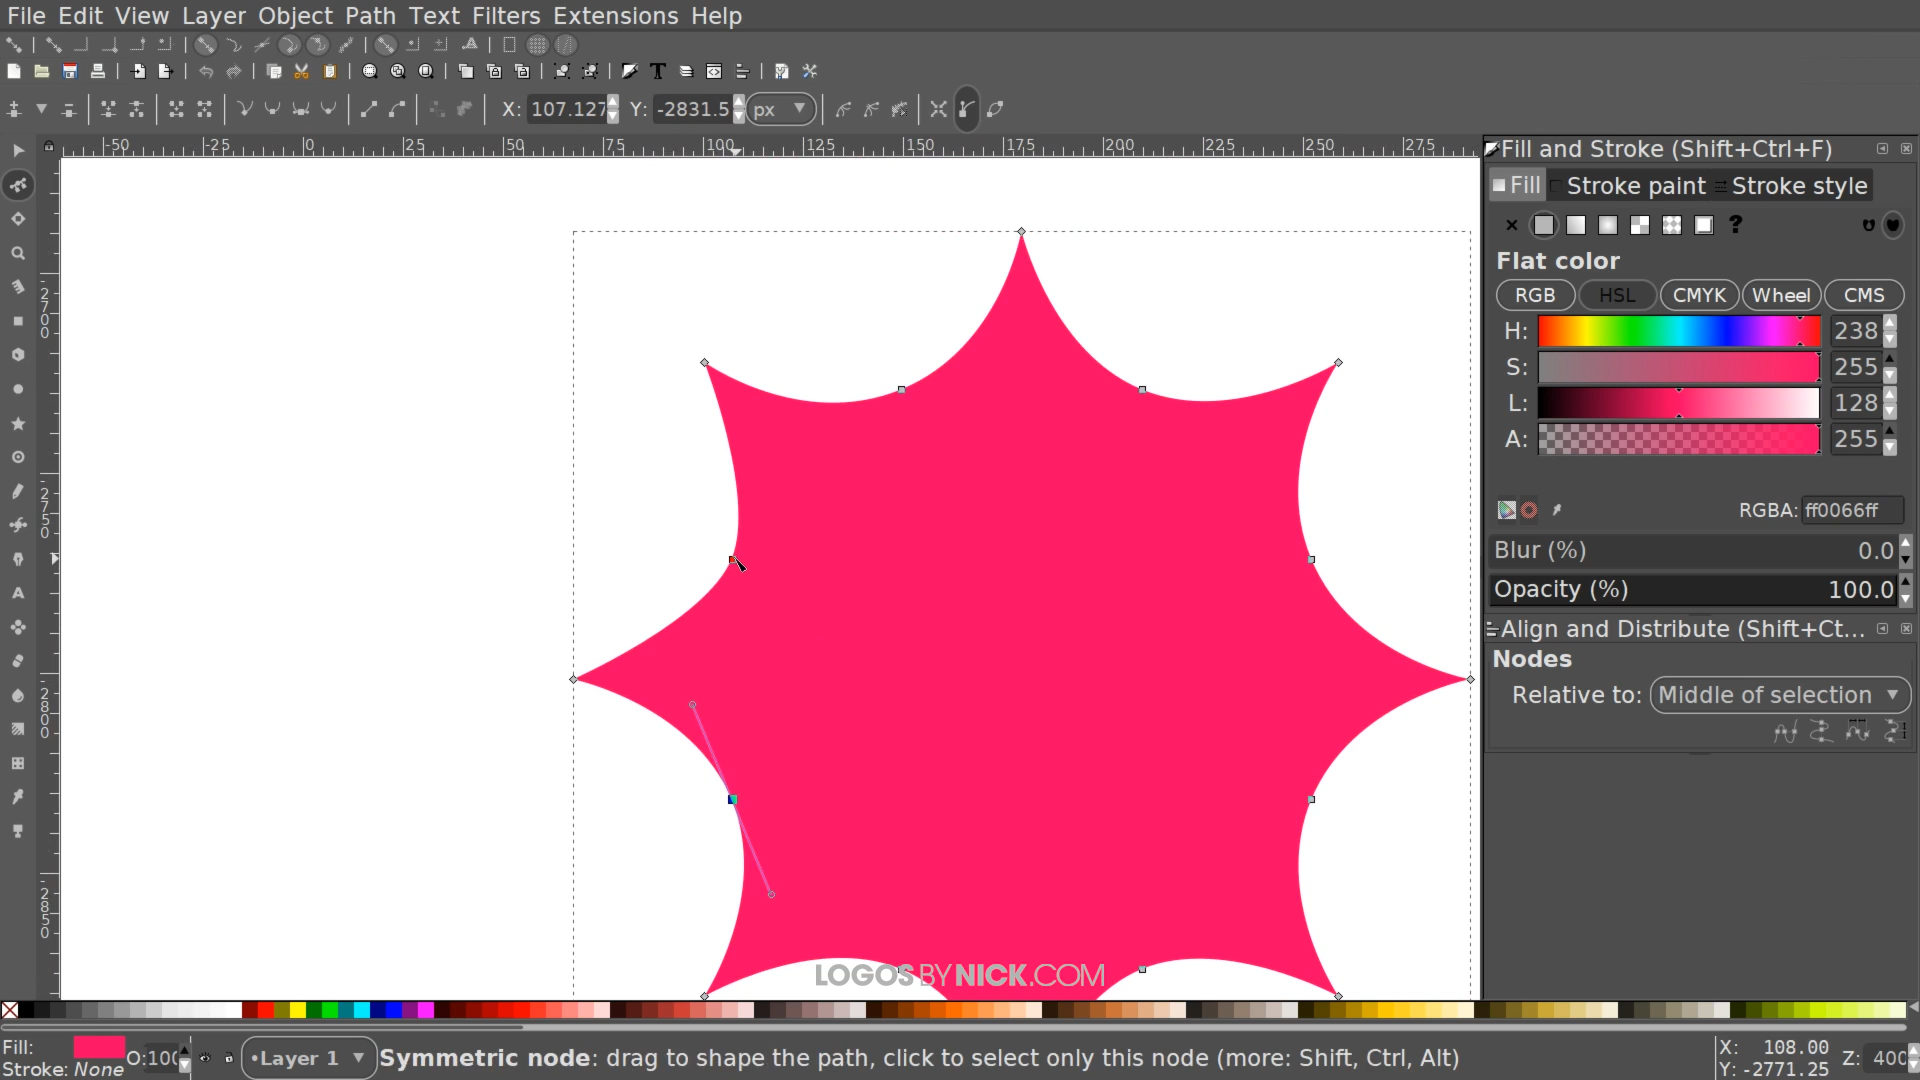 File Edit View Layer Object Path Text Filters Extensions Help
X: 107.127 Y: -2831.5 px
-50 -25 0 25 50 75 100 125 150 175 200 225 250 275
Fill and Stroke (Shift+Ctrl+F)
Fill Stroke paint Stroke style
?
Flat color
RGB HSL CMYK Wheel CMS
H: 238
S: 255
L: 128
A: 255
RGBA: ff0066ff
Blur (%) 0.0
Opacity (%) 100.0
Align and Distribute (Shift+Ct...
Nodes
Relative to: Middle of selection
-2700
-2750
-2800
-2850
LOGOSBYNICK.COM
Fill:
Stroke: None
O: 100
•Layer 1
Symmetric node: drag to shape the path, click to select only this node (more: Shift, Ctrl, Alt)
X: 108.00
Y: -2771.25
Z: 400